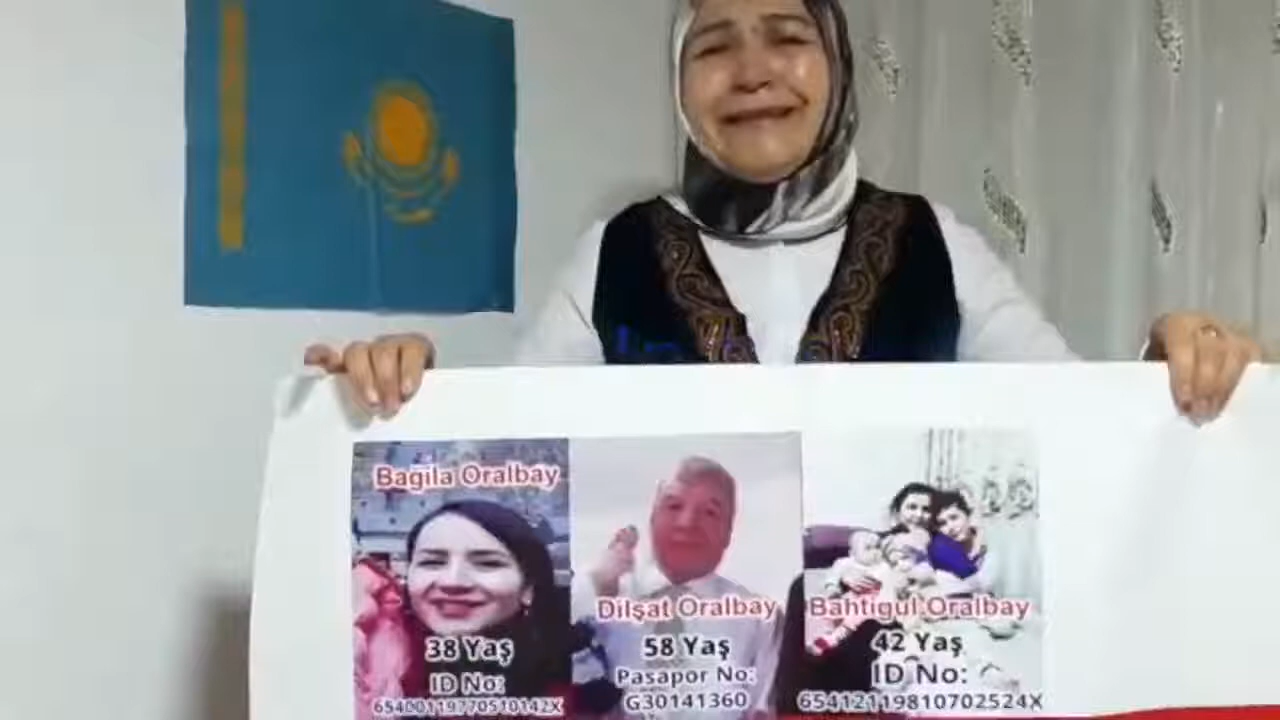 Bagila Oralbay
38 Yaş
ID No:
65400119770510142X
Dilşat Oralbay
58 Yaş
Pasapor No:
G30141360
Bahtigul Oralbay
42 Yaş
ID No:
65412119810702524X